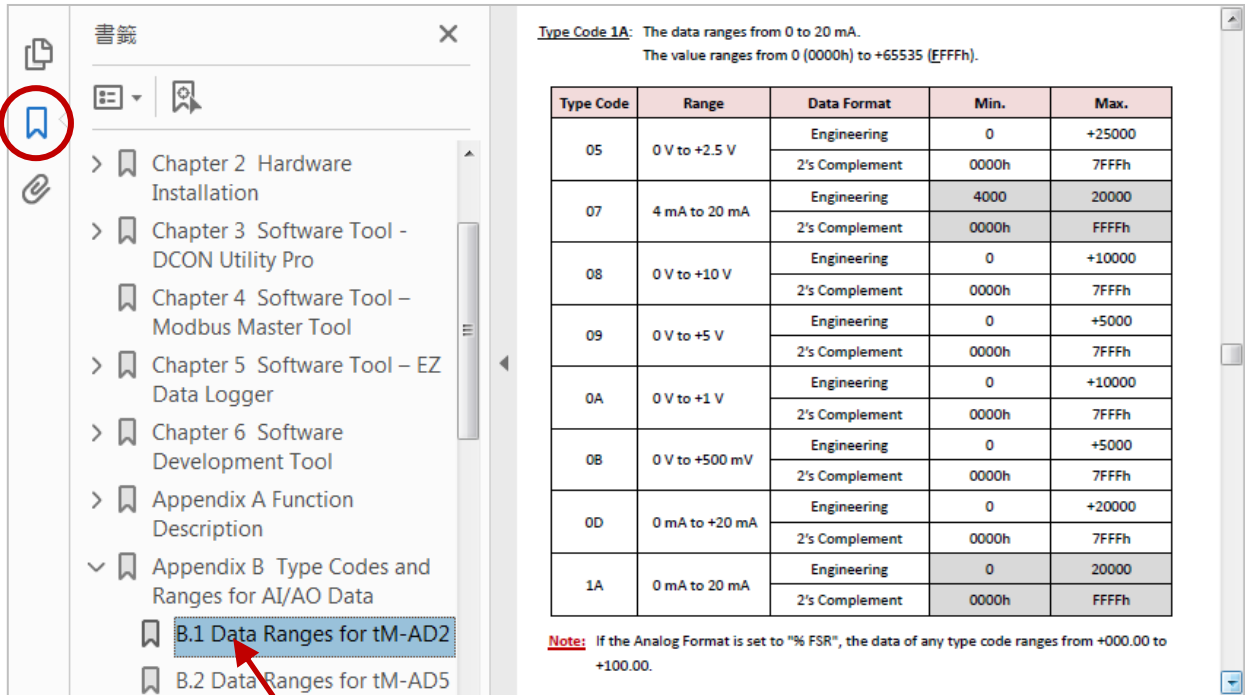 書籤
Chapter 2 Hardware
Installation
Chapter 3 Software Tool -
DCON Utility Pro
Chapter 4 Software Tool –
Modbus Master Tool
Chapter 5 Software Tool – EZ
Data Logger
Chapter 6 Software
Development Tool
Appendix A Function
Description
Appendix B Type Codes and
Ranges for AI/AO Data
B.1 Data Ranges for tM-AD2
B.2 Data Ranges for tM-AD5
Type Code 1A: The data ranges from 0 to 20 mA.
The value ranges from 0 (0000h) to +65535 (FFFFh).
Type Code Range Data Format Min. Max.
05 0 V to +2.5 V Engineering 0 +25000
2's Complement 0000h 7FFFh
07 4 mA to 20 mA Engineering 4000 20000
2's Complement 0000h FFFFh
08 0 V to +10 V Engineering 0 +10000
2's Complement 0000h 7FFFh
09 0 V to +5 V Engineering 0 +5000
2's Complement 0000h 7FFFh
0A 0 V to +1 V Engineering 0 +10000
2's Complement 0000h 7FFFh
0B 0 V to +500 mV Engineering 0 +5000
2's Complement 0000h 7FFFh
0D 0 mA to +20 mA Engineering 0 +20000
2's Complement 0000h 7FFFh
1A 0 mA to 20 mA Engineering 0 20000
2's Complement 0000h FFFFh
Note: If the Analog Format is set to "% FSR", the data of any type code ranges from +000.00 to
+100.00.